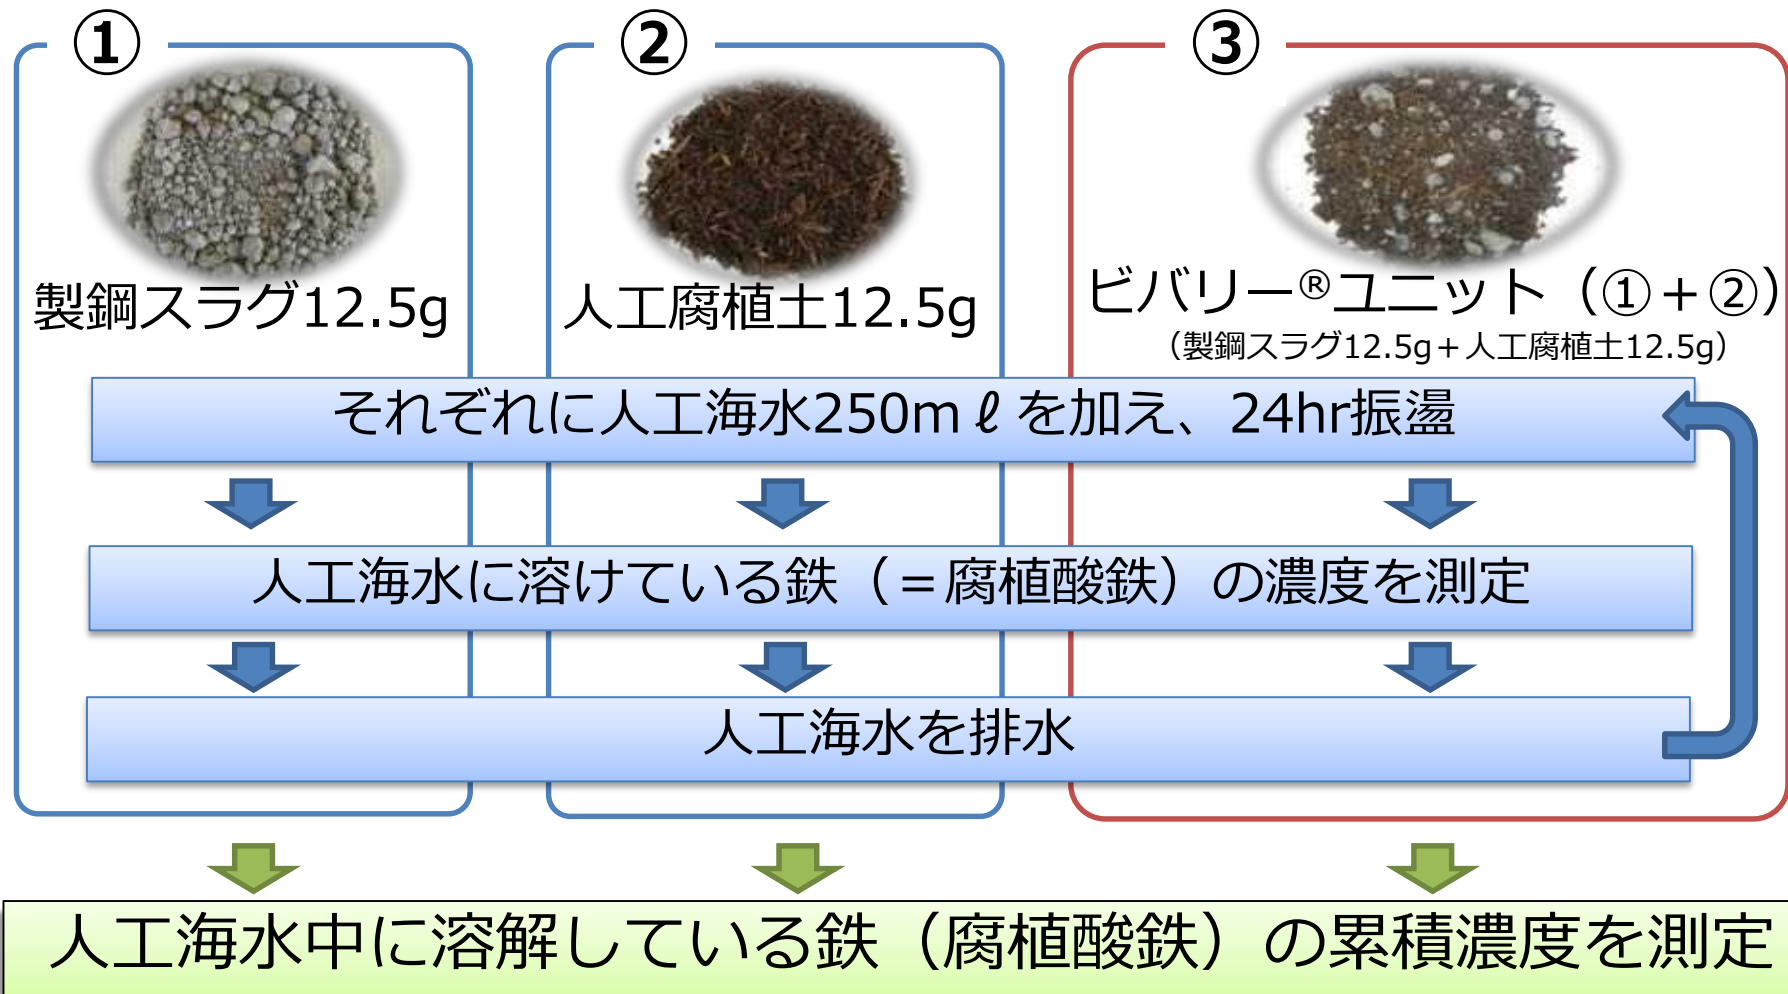 ①
②
③
製鋼スラグ12.5g
人工腐植土12.5g
ビバリー®ユニット（①+②）
（製鋼スラグ12.5g+人工腐植土12.5g）
それぞれに人工海水250mℓを加え、24hr振盪
人工海水に溶けている鉄（=腐植酸鉄）の濃度を測定
人工海水を排水
人工海水中に溶解している鉄（腐植酸鉄）の累積濃度を測定